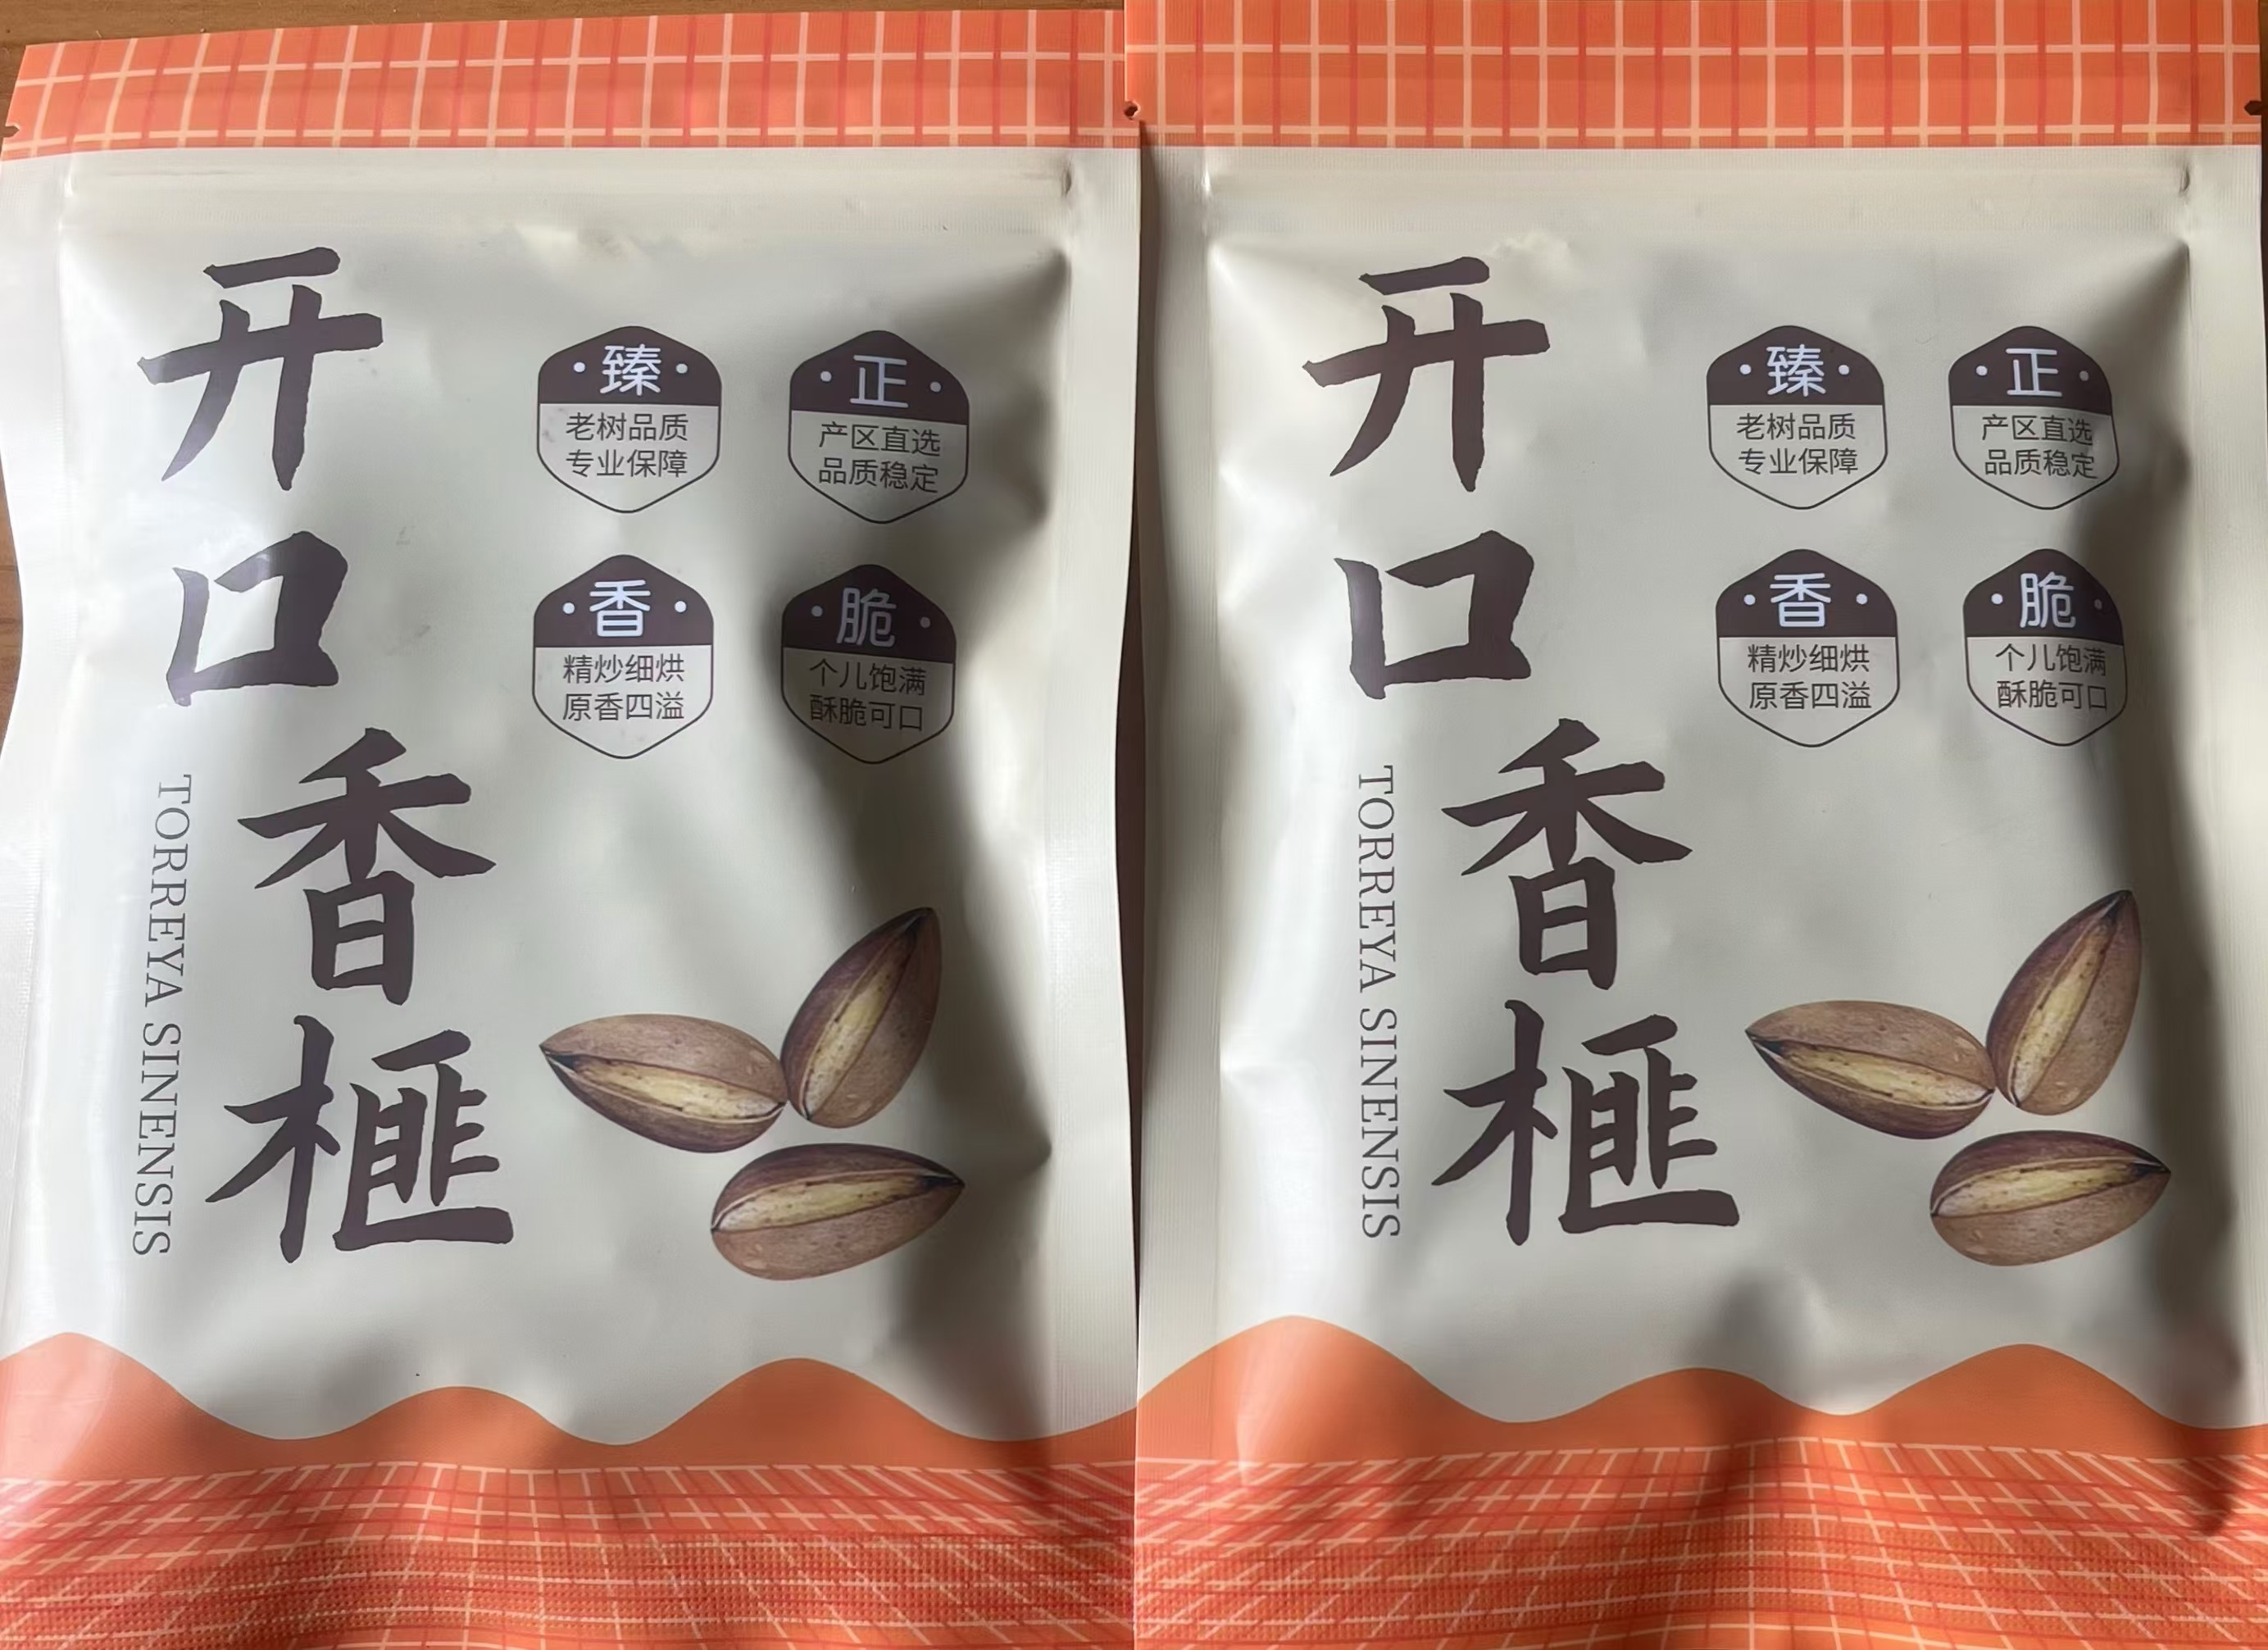 开口香榧
TORREYA SINENSIS
臻
老树品质
专业保障
正
产区直选
品质稳定
香
精炒细烘
原香四溢
脆
个儿饱满
酥脆可口
开口香榧
TORREYA SINENSIS
臻
老树品质
专业保障
正
产区直选
品质稳定
香
精炒细烘
原香四溢
脆
个儿饱满
酥脆可口